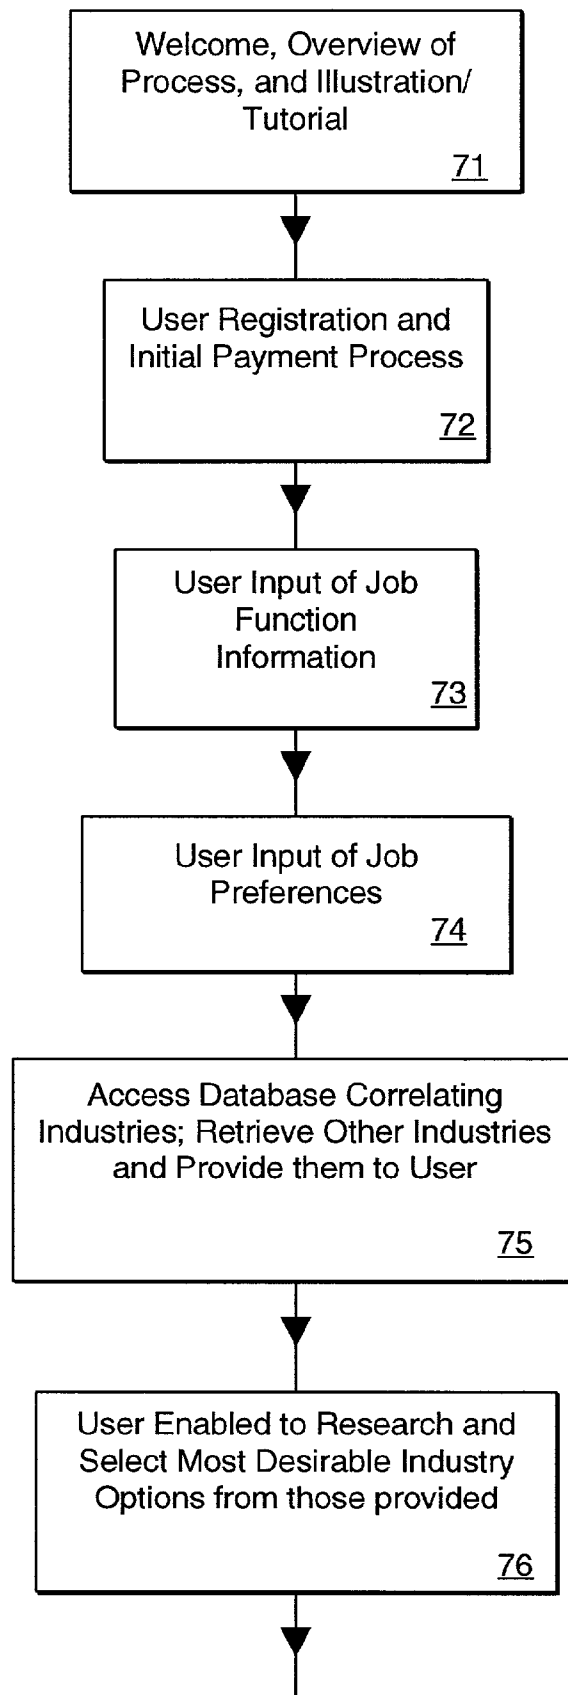 Welcome, Overview of
Process, and Illustration/
Tutorial
71
User Registration and
Initial Payment Process
72
User Input of Job
Function
Information
73
User Input of Job
Preferences
74
Access Database Correlating
Industries; Retrieve Other Industries
and Provide them to User
75
User Enabled to Research and
Select Most Desirable Industry
Options from those provided
76